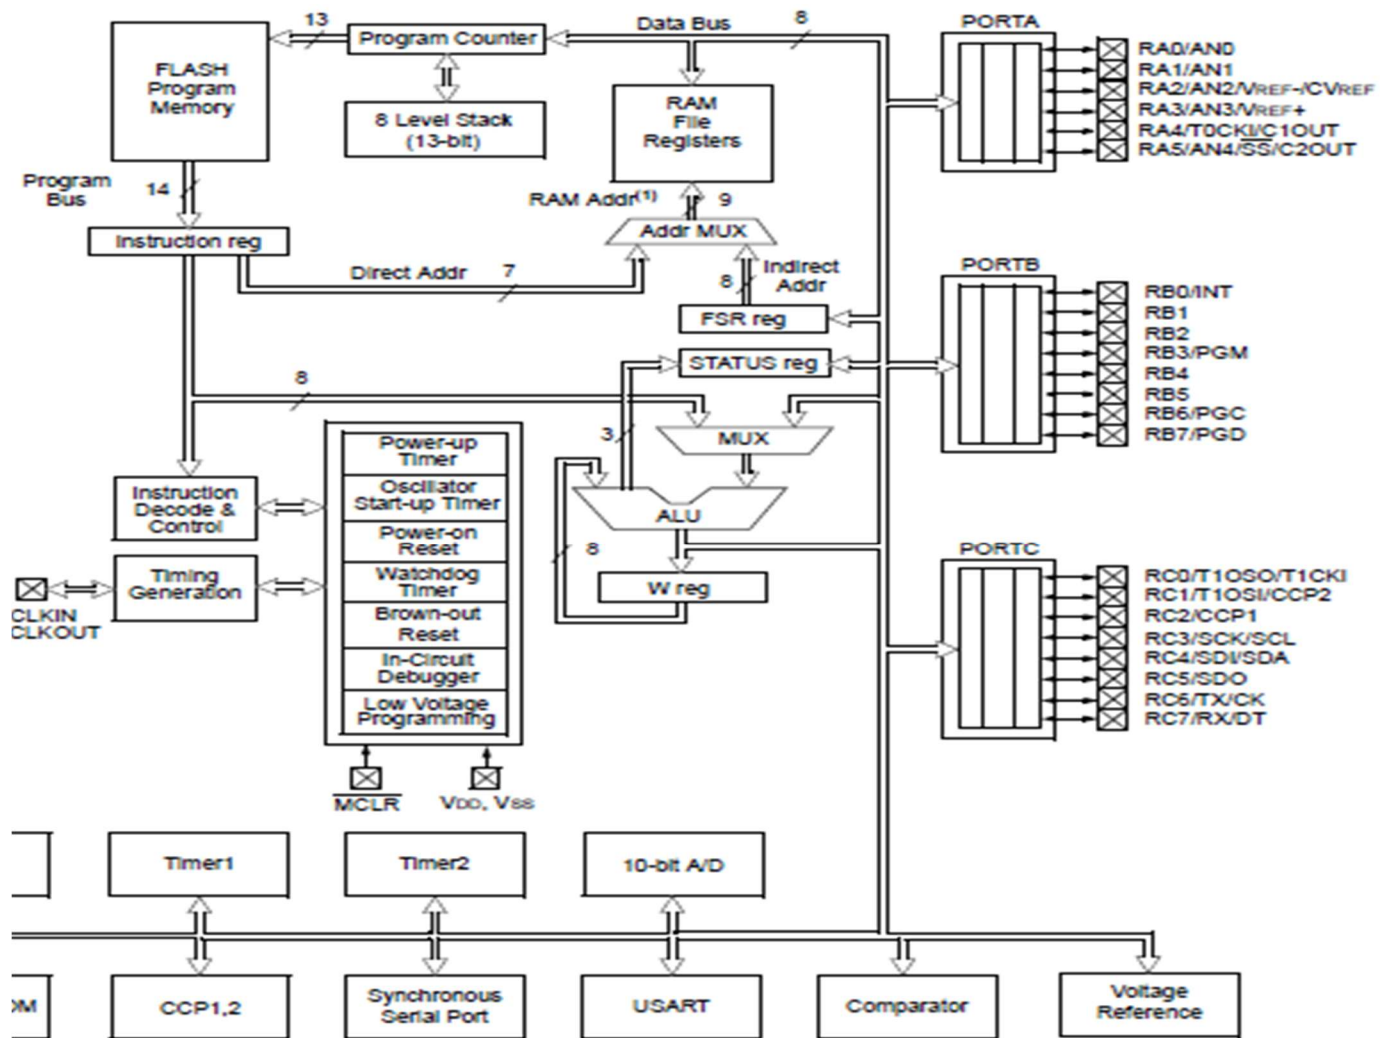 13
Data Bus
8
PORTA
FLASH
Program
Memory
Program Counter
RA0/AN0
RA1/AN1
RA2/AN2/VREF-/CVREF
RA3/AN3/VREF+
RA4/T0CKI/C1OUT
RA5/AN4/SS/C2OUT
8 Level Stack
(13-bit)
RAM
File
Registers
Program
Bus
14
RAM Addr(1)
9
Instruction reg
Addr MUX
Direct Addr
7
8
Indirect
Addr
FSR reg
PORTB
RB0/INT
RB1
RB2
RB3/PGM
RB4
RB5
RB6/PGC
RB7/PGD
STATUS reg
8
3
MUX
Power-up
Timer
Oscillator
Start-up Timer
Power-on
Reset
Watchdog
Timer
Brown-out
Reset
In-Circuit
Debugger
Low Voltage
Programming
Instruction
Decode &
Control
ALU
8
W reg
Timing
Generation
CLKIN
CLKOUT
PORTC
RC0/T1OSO/T1CKI
RC1/T1OSI/CCP2
RC2/CCP1
RC3/SCK/SCL
RC4/SDI/SDA
RC5/SDO
RC6/TX/CK
RC7/RX/DT
MCLR
VDD, VSS
Timer1
Timer2
10-bit A/D
CCP1,2
Synchronous
Serial Port
USART
Comparator
Voltage
Reference